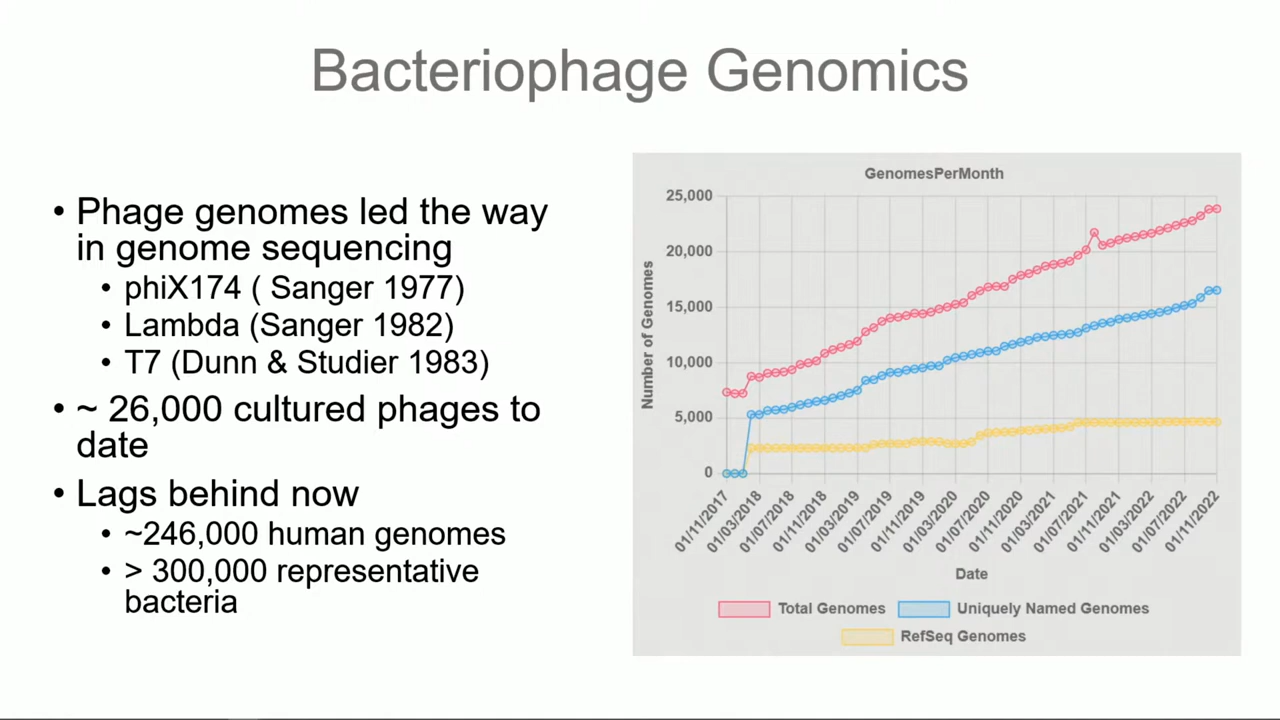 Bacteriophage Genomics
• Phage genomes led the way
in genome sequencing
• phiX174 ( Sanger 1977)
• Lambda (Sanger 1982)
• T7 (Dunn & Studier 1983)
• ~ 26,000 cultured phages to
date
• Lags behind now
• ~246,000 human genomes
• > 300,000 representative
bacteria
GenomesPerMonth
Number of Genomes
25,000
20,000
15,000
10,000
5,000
0
01/11/2017
01/03/2018
01/07/2018
01/11/2018
01/03/2019
01/07/2019
01/11/2019
01/03/2020
01/07/2020
01/11/2020
01/03/2021
01/07/2021
01/11/2021
01/03/2022
01/07/2022
01/11/2022
Date
Total Genomes Uniquely Named Genomes
RefSeq Genomes